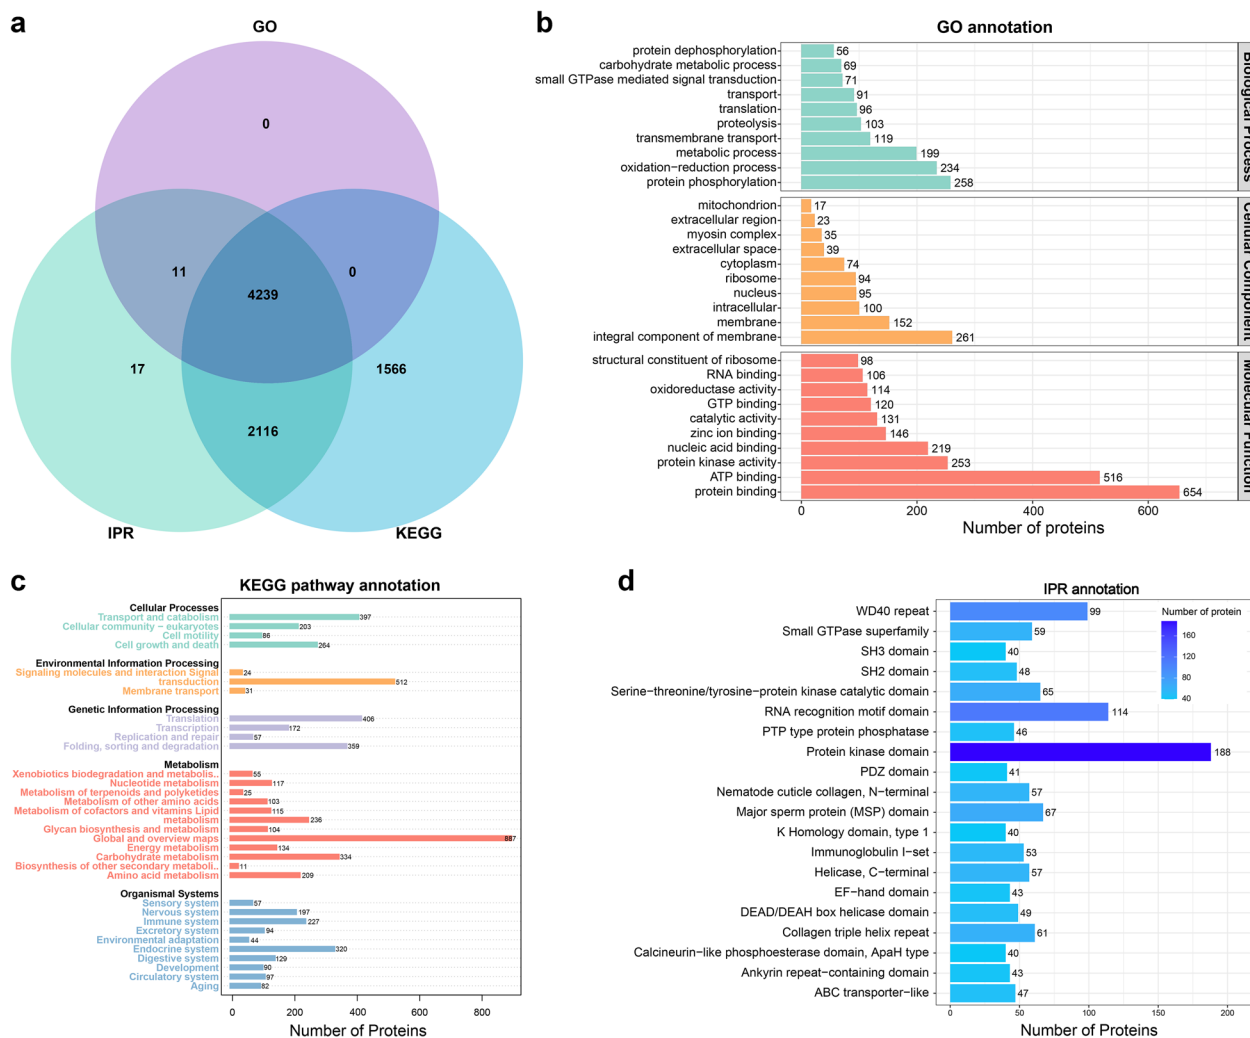 a
GO
0
11
0
4239
17
1566
2116
IPR
KEGG
b
GO annotation
protein dephosphorylation 56
carbohydrate metabolic process 69
small GTPase mediated signal transduction 71
transport 91
translation 96
proteolysis 103
transmembrane transport 119
metabolic process 199
oxidation−reduction process 234
protein phosphorylation 258
Biological Process
mitochondrion 17
extracellular region 23
myosin complex 35
extracellular space 39
cytoplasm 74
ribosome 94
nucleus 95
intracellular 100
membrane 152
integral component of membrane 261
Cellular Component
structural constituent of ribosome 98
RNA binding 106
oxidoreductase activity 114
GTP binding 120
catalytic activity 131
zinc ion binding 146
nucleic acid binding 219
protein kinase activity 253
ATP binding 516
protein binding 654
Molecular Function
0 200 400 600
Number of proteins
c
KEGG pathway annotation
Cellular Processes
Transport and catabolism 397
Cellular community − eukaryotes 203
Cell motility 86
Cell growth and death 264
Environmental Information Processing
Signaling molecules and interaction Signal 24
transduction 512
Membrane transport 31
Genetic Information Processing
Translation 406
Transcription 172
Replication and repair 57
Folding, sorting and degradation 359
Metabolism
Xenobiotics biodegradation and metabolis.. 55
Nucleotide metabolism 117
Metabolism of terpenoids and polyketides 25
Metabolism of other amino acids 103
Metabolism of cofactors and vitamins Lipid 115
metabolism 236
Glycan biosynthesis and metabolism 104
Global and overview maps 887
Energy metabolism 134
Carbohydrate metabolism 334
Biosynthesis of other secondary metaboli.. 11
Amino acid metabolism 209
Organismal Systems
Sensory system 57
Nervous system 197
Immune system 227
Excretory system 94
Environmental adaptation 44
Endocrine system 320
Digestive system 129
Development 90
Circulatory system 97
Aging 82
0 200 400 600 800
Number of Proteins
d
IPR annotation
WD40 repeat 99
Small GTPase superfamily 59
SH3 domain 40
SH2 domain 48
Serine−threonine/tyrosine−protein kinase catalytic domain 65
RNA recognition motif domain 114
PTP type protein phosphatase 46
Protein kinase domain 188
PDZ domain 41
Nematode cuticle collagen, N−terminal 57
Major sperm protein (MSP) domain 67
K Homology domain, type 1 40
Immunoglobulin I−set 53
Helicase, C−terminal 57
EF−hand domain 43
DEAD/DEAH box helicase domain 49
Collagen triple helix repeat 61
Calcineurin−like phosphoesterase domain, ApaH type 40
Ankyrin repeat−containing domain 43
ABC transporter−like 47
Number of protein
160
120
80
40
0 50 100 150 200
Number of Proteins